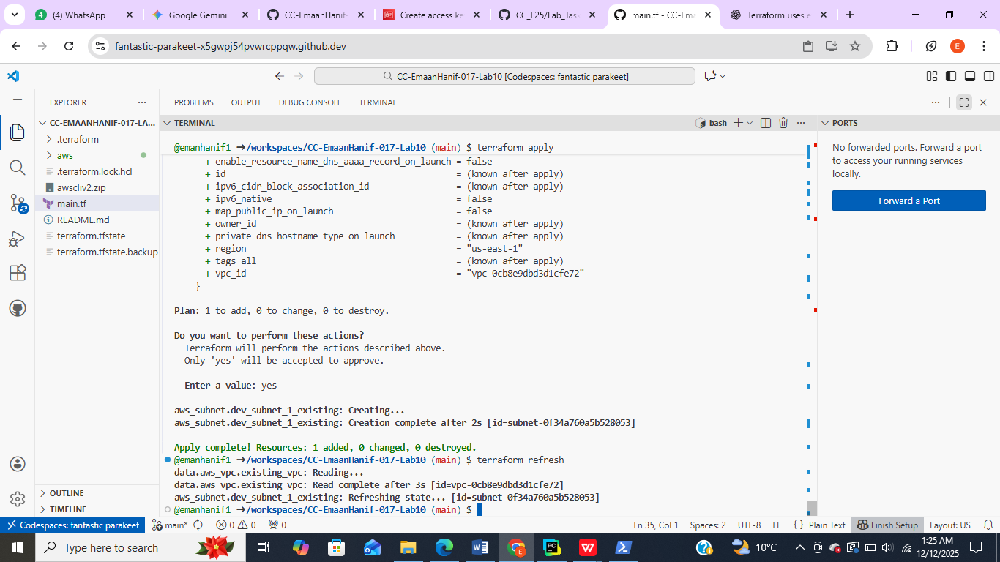 4 (4) WhatsApp
Google Gemini
CC-EmaanHanif-
Create access ke
CC_F25/Lab_Task
main.tf - CC-Ema
Terraform uses e
fantastic-parakeet-x5gwpj54pvwrcppqw.github.dev
E
CC-EmaanHanif-017-Lab10 [Codespaces: fantastic parakeet]
EXPLORER
PROBLEMS OUTPUT DEBUG CONSOLE TERMINAL
CC-EMAANHANIF-017-LA...
.terraform
aws
.terraform.lock.hcl
awscliv2.zip
main.tf
README.md
terraform.tfstate
terraform.tfstate.backup
OUTLINE
TIMELINE
TERMINAL
bash
@emanhanif1 ➜/workspaces/CC-EmaanHanif-017-Lab10 (main) $ terraform apply
+ enable_resource_name_dns_aaaa_record_on_launch = false
+ id = (known after apply)
+ ipv6_cidr_block_association_id = (known after apply)
+ ipv6_native = false
+ map_public_ip_on_launch = false
+ owner_id = (known after apply)
+ private_dns_hostname_type_on_launch = (known after apply)
+ region = "us-east-1"
+ tags_all = (known after apply)
+ vpc_id = "vpc-0cb8e9dbd3d1cfe72"
}
Plan: 1 to add, 0 to change, 0 to destroy.
Do you want to perform these actions?
Terraform will perform the actions described above.
Only 'yes' will be accepted to approve.
Enter a value: yes
aws_subnet.dev_subnet_1_existing: Creating...
aws_subnet.dev_subnet_1_existing: Creation complete after 2s [id=subnet-0f34a760a5b528053]
Apply complete! Resources: 1 added, 0 changed, 0 destroyed.
@emanhanif1 ➜/workspaces/CC-EmaanHanif-017-Lab10 (main) $ terraform refresh
data.aws_vpc.existing_vpc: Reading...
data.aws_vpc.existing_vpc: Read complete after 3s [id=vpc-0cb8e9dbd3d1cfe72]
aws_subnet.dev_subnet_1_existing: Refreshing state... [id=subnet-0f34a760a5b528053]
@emanhanif1 ➜/workspaces/CC-EmaanHanif-017-Lab10 (main) $
PORTS
No forwarded ports. Forward a port
to access your running services
locally.
Forward a Port
Codespaces: fantastic parakeet main* 0 0 0 Ln 35, Col 1 Spaces: 2 UTF-8 LF { } Plain Text Finish Setup Layout: US
Type here to search
10°C
1:25 AM
12/12/2025